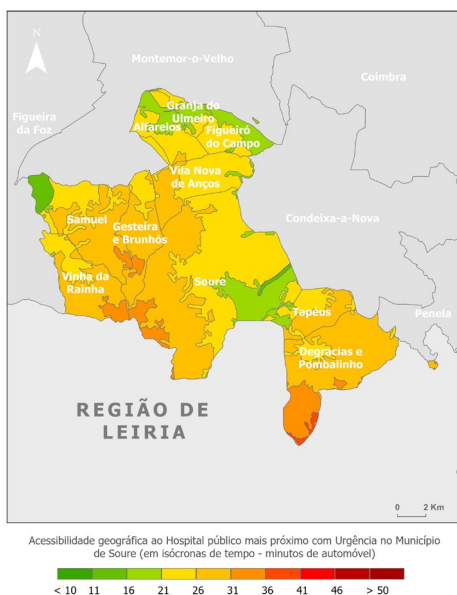 N
Montemor-o-Velho
Coimbra
Granja do
Ulmeiro
Figueira
da Foz
Alfarelos
Figueiró
do Campo
Vila Nova
de Anços
Condeixa-a-Nova
Samuel
Gesteira
e Brunhós
Vinha da
Rainha
Soure
Tapéus
Penela
Degracias e
Pombalinho
REGIÃO DE
LEIRIA
0 2 Km
Acessibilidade geográfica ao Hospital público mais próximo com Urgência no Município
de Soure (em isócronas de tempo - minutos de automóvel)
< 10 11 16 21 26 31 36 41 46 > 50